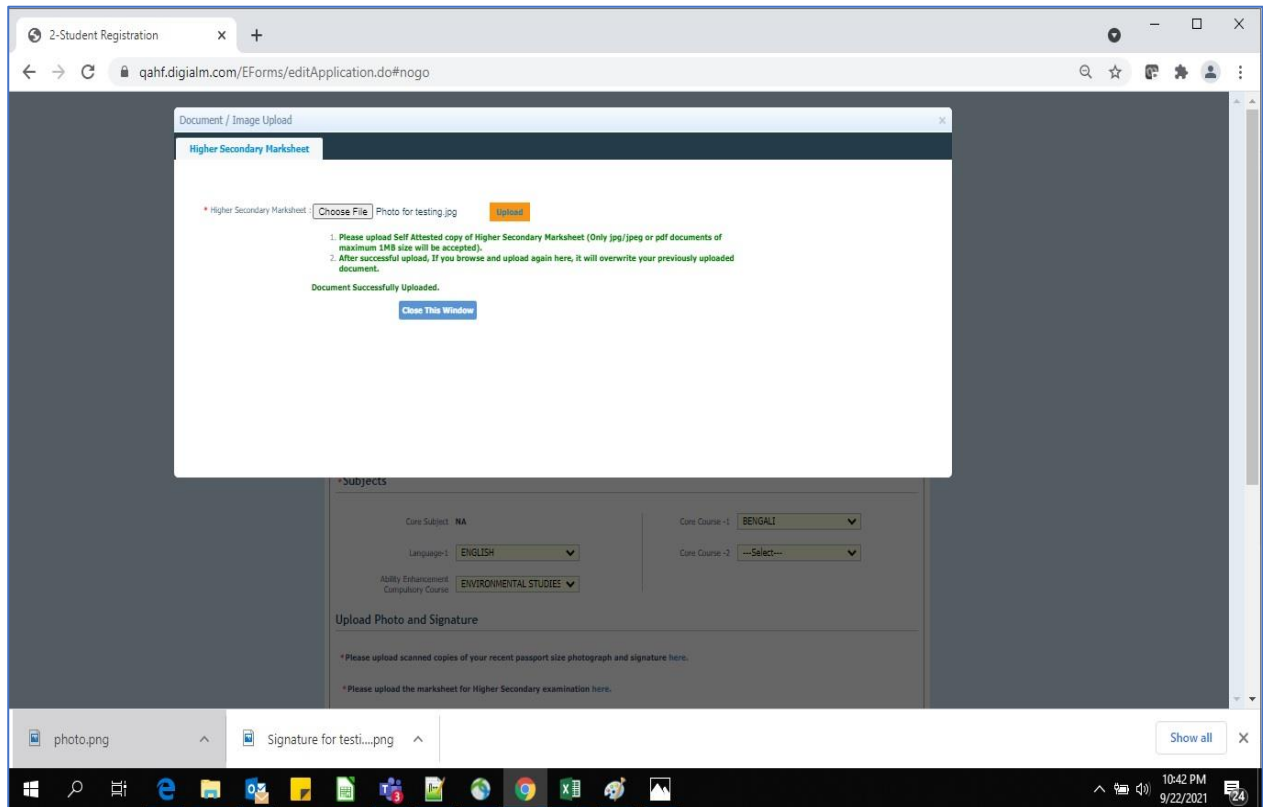 2-Student Registration
qahf.digialm.com/EForms/editApplication.do#nogo
Document / Image Upload
Higher Secondary Marksheet
* Higher Secondary Marksheet : Choose File Photo for testing.jpg Upload
1. Please upload Self Attested copy of Higher Secondary Marksheet (Only jpg/jpeg or pdf documents of
maximum 1MB size will be accepted).
2. After successful upload, If you browse and upload again here, it will overwrite your previously uploaded
document.
Document Successfully Uploaded.
Close This Window
*Subjects
Core Subject NA
Core Course -1 BENGALI
Language-1 ENGLISH
Core Course -2 ---Select---
Ability Enhancement
Compulsory Course ENVIRONMENTAL STUDIES
Upload Photo and Signature
*Please upload scanned copies of your recent passport size photograph and signature here.
*Please upload the marksheet for Higher Secondary examination here.
photo.png
Signature for testi....png
Show all
10:42 PM
9/22/2021
24
3